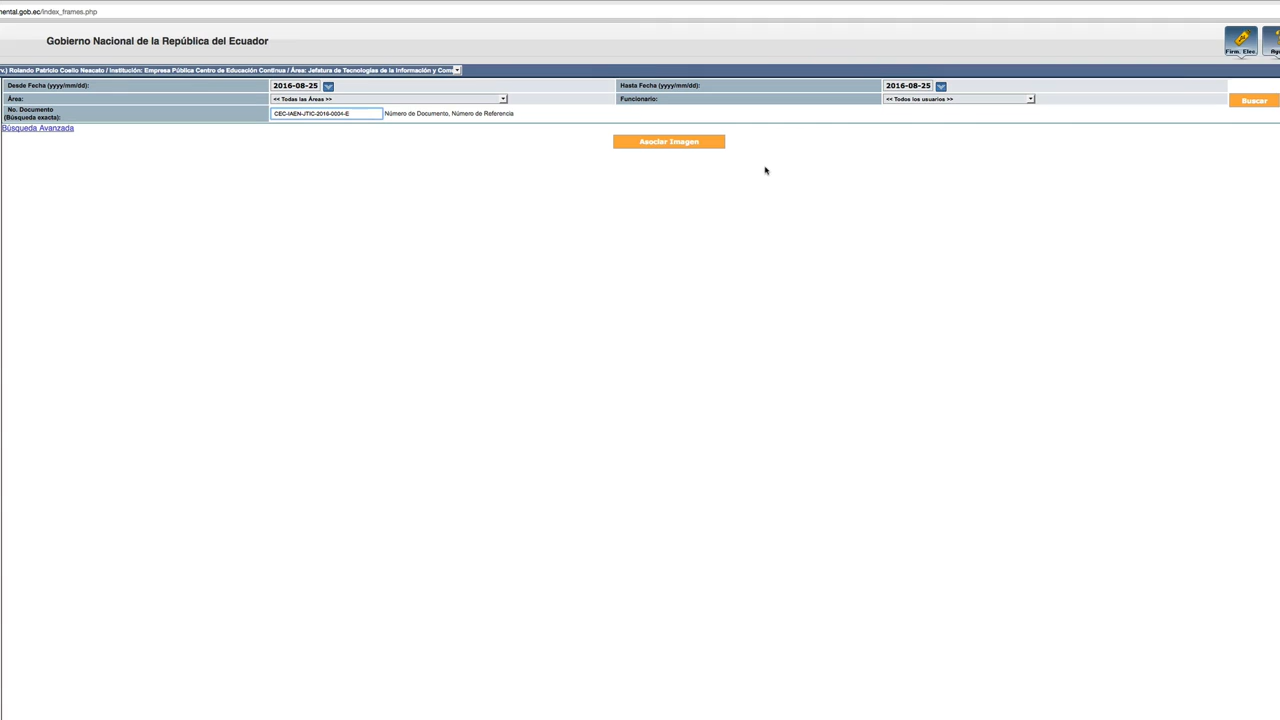 mental.gob.ec/index_frames.php
Gobierno Nacional de la República del Ecuador
Firm. Elec.
rv.) Rolando Patricio Coello Neacato / Institución: Empresa Pública Centro de Educación Continua / Área: Jefatura de Tecnologías de la Información y Com
Desde Fecha (yyyy/mm/dd): 2016-08-25 Hasta Fecha (yyyy/mm/dd): 2016-08-25
Área: << Todas las Áreas >> Funcionario: << Todos los usuarios >> Buscar
No. Documento
(Búsqueda exacta): CEC-IAEN-JTIC-2016-0004-E Número de Documento, Número de Referencia
Búsqueda Avanzada
Asociar Imagen